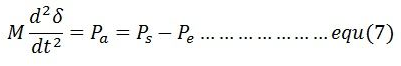 M d²δ/dt² = Pₐ = Pₛ − Pₑ … … … … … … … equ(7)